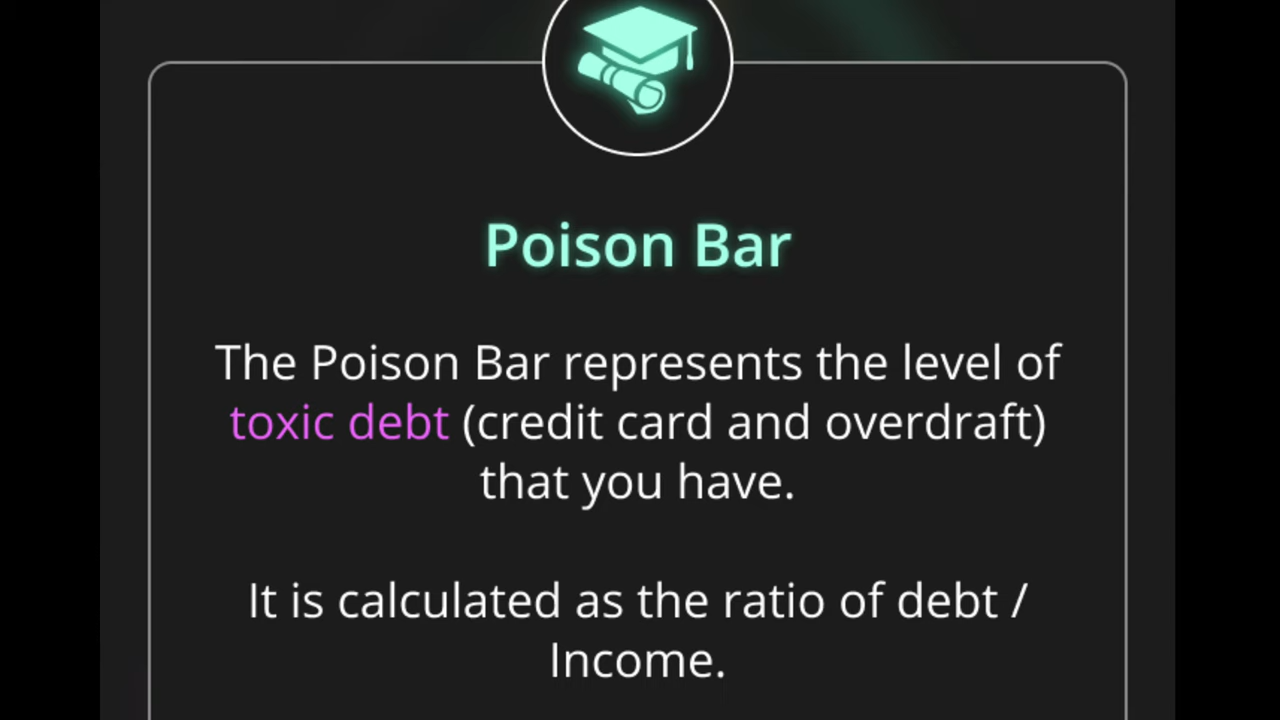 Poison Bar
The Poison Bar represents the level of
toxic debt (credit card and overdraft)
that you have.
It is calculated as the ratio of debt /
Income.